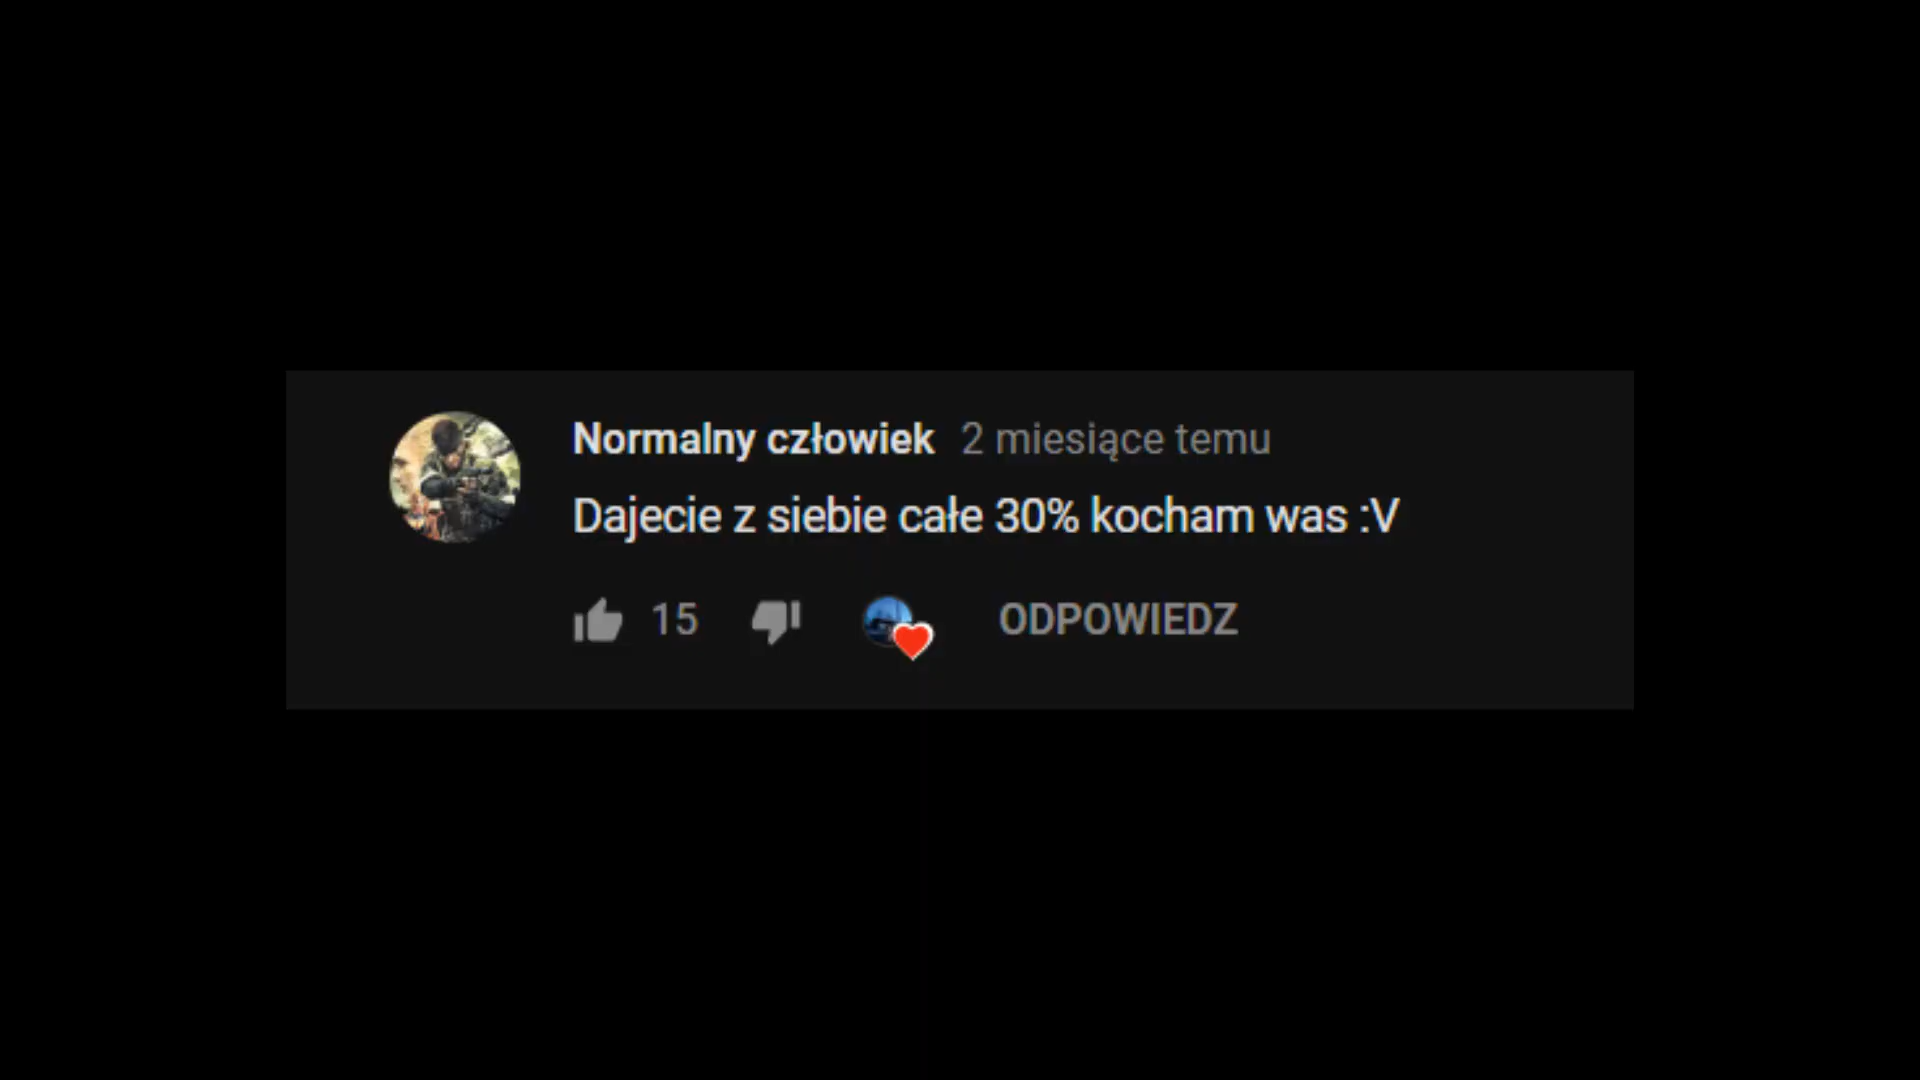 Normalny człowiek 2 miesiące temu
Dajecie z siebie całe 30% kocham was :V
15 ODPOWIEDZ